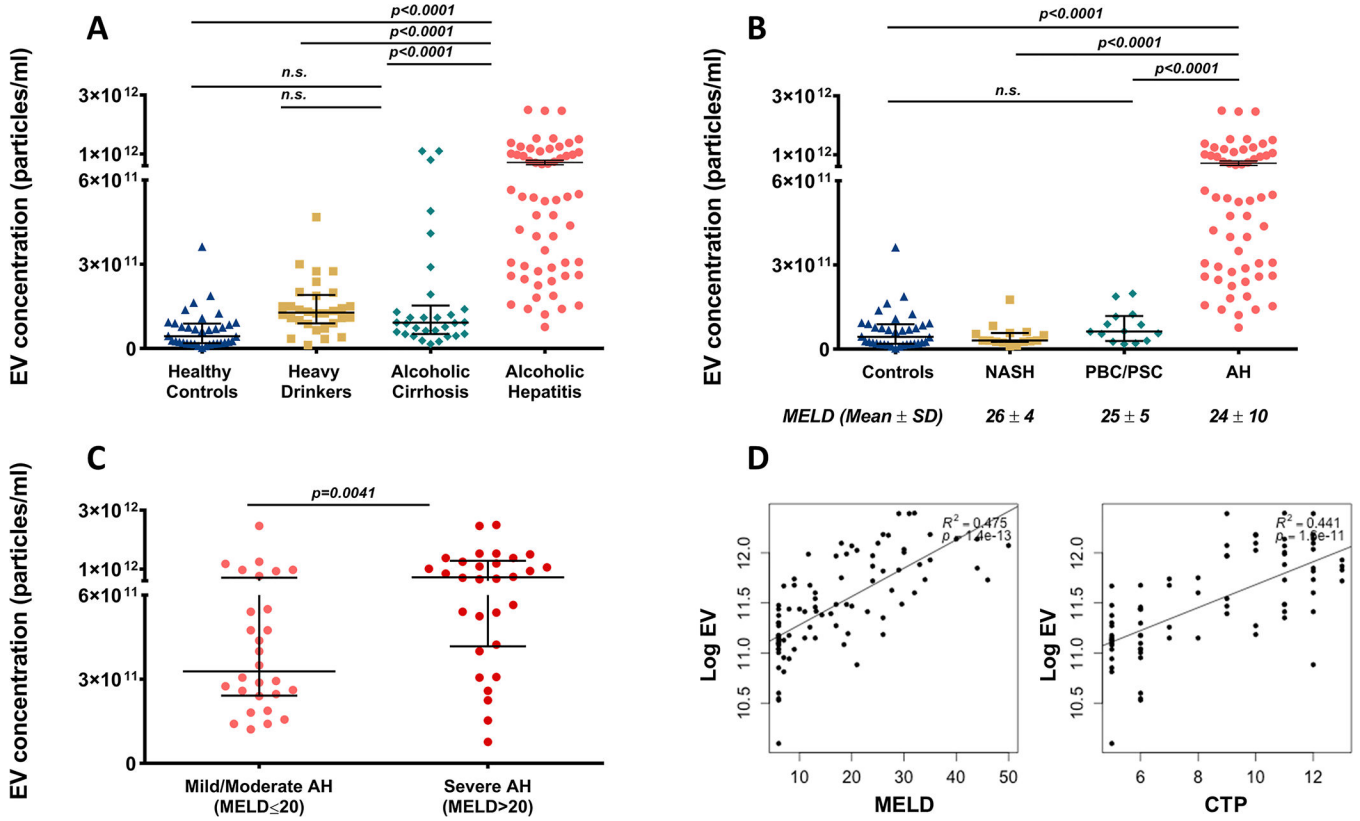 A
p<0.0001
p<0.0001
p<0.0001
n.s.
n.s.
EV concentration (particles/ml)
3×10¹²
1×10¹²
6×10¹¹
3×10¹¹
0
Healthy Controls
Heavy Drinkers
Alcoholic Cirrhosis
Alcoholic Hepatitis
B
p<0.0001
p<0.0001
p<0.0001
n.s.
EV concentration (particles/ml)
3×10¹²
1×10¹²
6×10¹¹
3×10¹¹
0
Controls NASH PBC/PSC AH
MELD (Mean ± SD) 26 ± 4 25 ± 5 24 ± 10
C
p=0.0041
EV concentration (particles/ml)
3×10¹²
1×10¹²
6×10¹¹
3×10¹¹
0
Mild/Moderate AH
(MELD≤20)
Severe AH
(MELD>20)
D
R² = 0.475
p = 1.4e-13
Log EV
12.0
11.5
11.0
10.5
10 20 30 40 50
MELD
R² = 0.441
p = 1.6e-11
Log EV
12.0
11.5
11.0
10.5
6 8 10 12
CTP